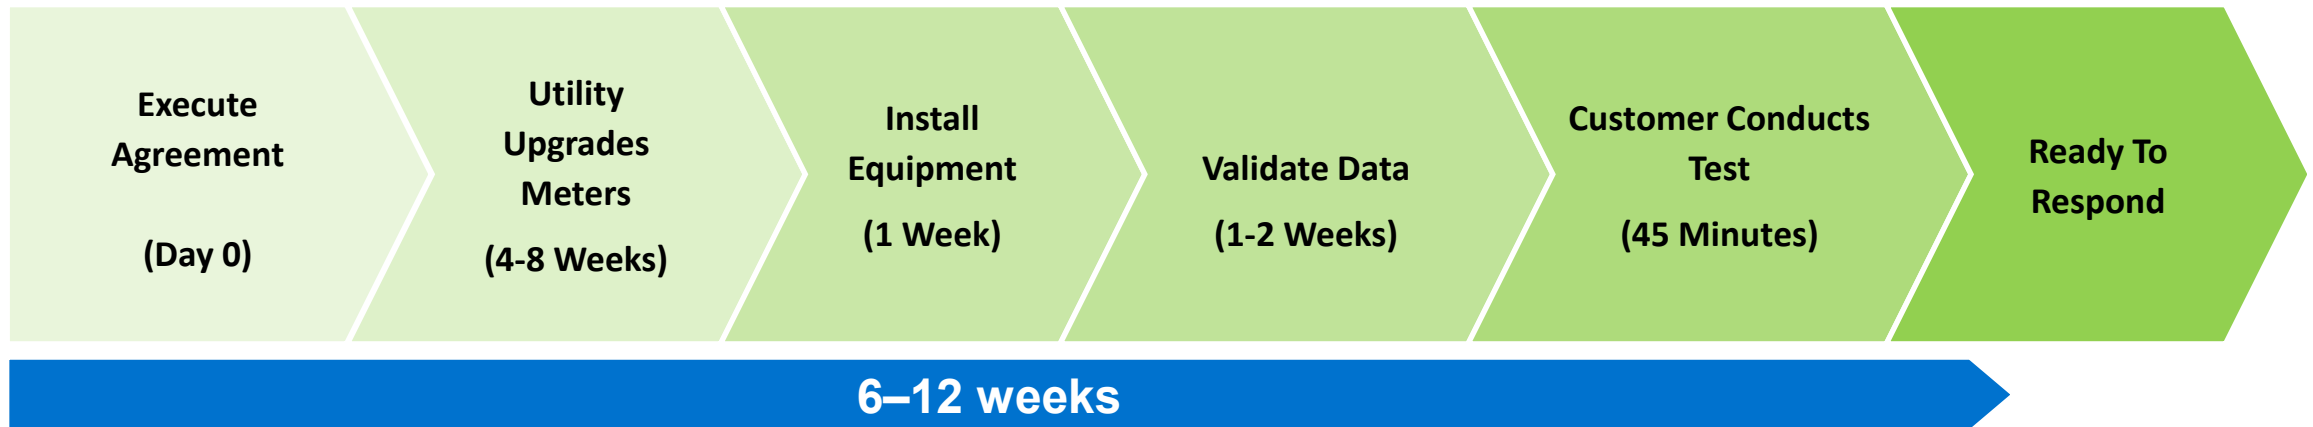 Execute
Agreement
(Day 0)
Utility
Upgrades
Meters
(4-8 Weeks)
Install
Equipment
(1 Week)
Validate Data
(1-2 Weeks)
Customer Conducts
Test
(45 Minutes)
Ready To
Respond
6–12 weeks